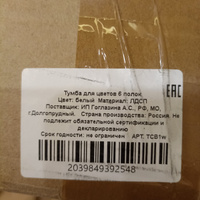 Тумба для цветов 6 полок
Цвет: белый Материал: ЛДСП
Поставщик: ИП Гоглазина А.С., РФ, МО,
г.Долгопрудный. Страна производства: Россия. Не
подлежит обязательной сертификации и
декларированию
Срок годности: не ограничен АРТ. ТСВ1w
2039849392548
EAC